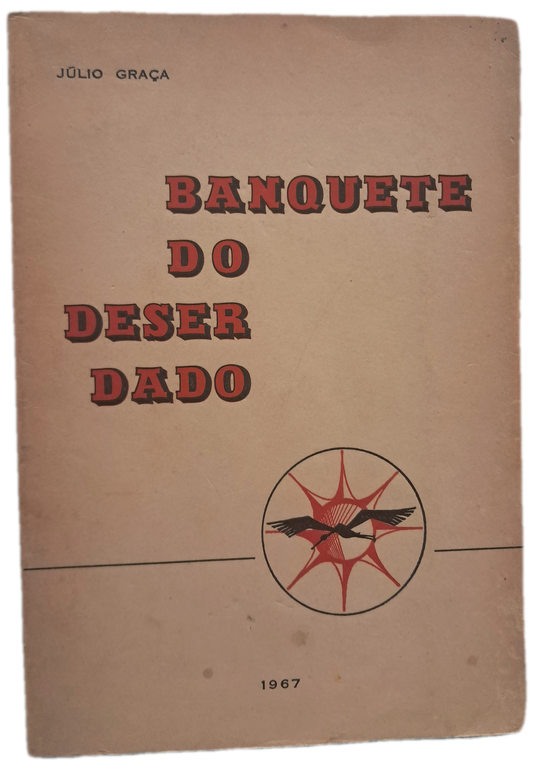 JÚLIO GRAÇA
BANQUETE
DO
DESER
DADO
1967